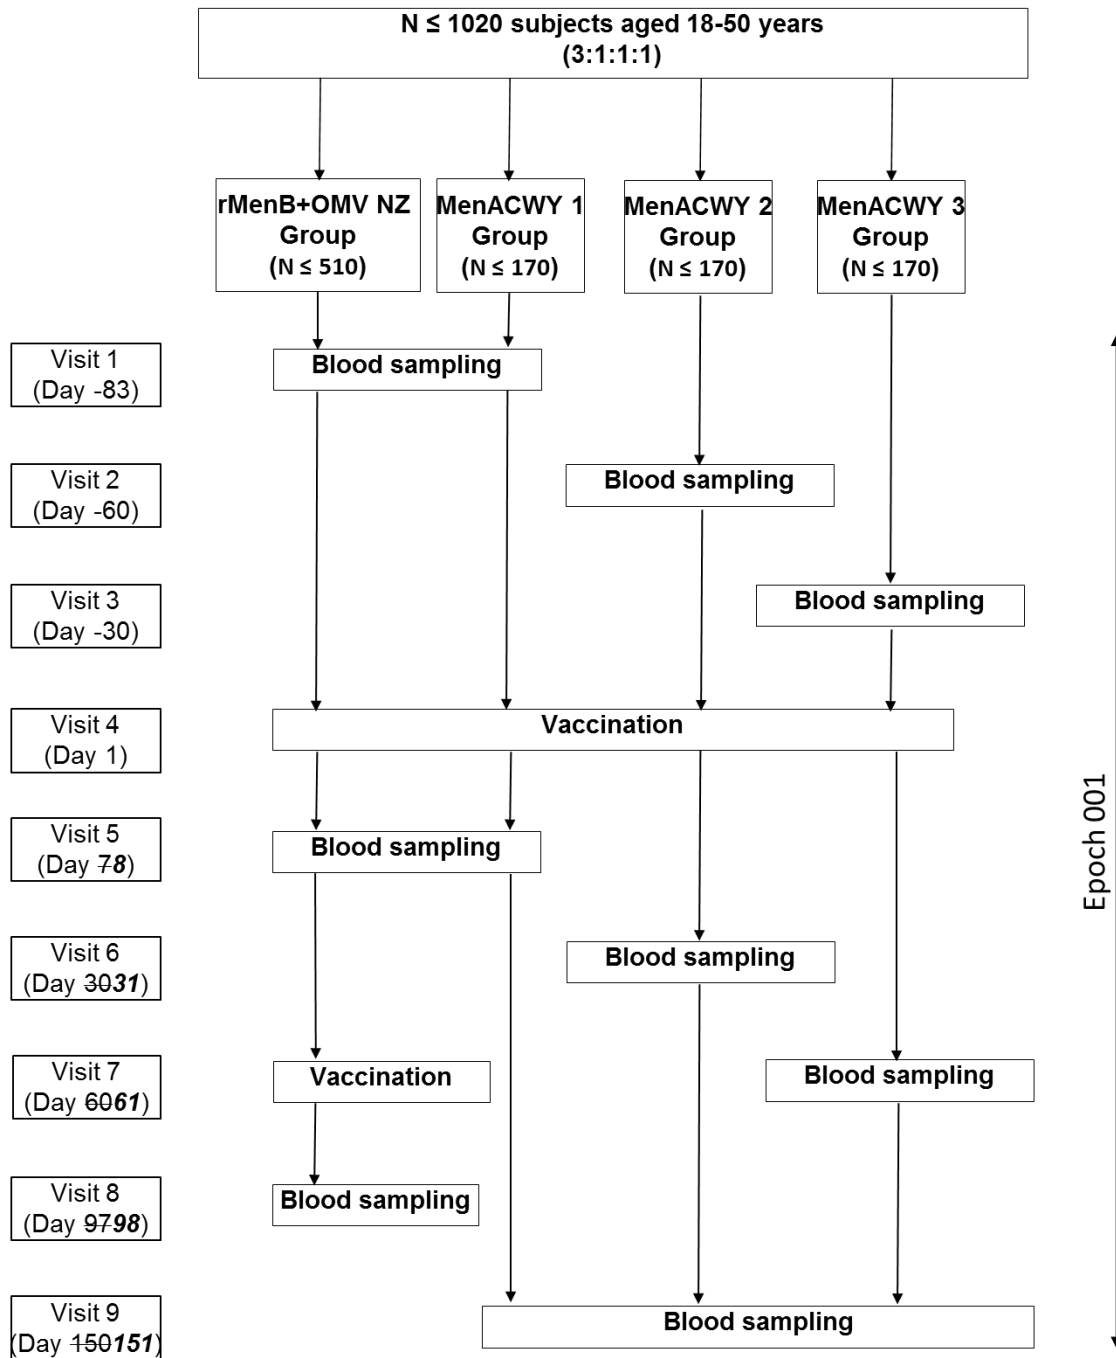 N ≤ 1020 subjects aged 18-50 years
(3:1:1:1)
rMenB+OMV NZ
Group
(N ≤ 510)
MenACWY 1
Group
(N ≤ 170)
MenACWY 2
Group
(N ≤ 170)
MenACWY 3
Group
(N ≤ 170)
Visit 1
(Day -83)
Blood sampling
Visit 2
(Day -60)
Blood sampling
Visit 3
(Day -30)
Blood sampling
Visit 4
(Day 1)
Vaccination
Visit 5
(Day 78)
Blood sampling
Visit 6
(Day 3031)
Blood sampling
Visit 7
(Day 6061)
Vaccination
Blood sampling
Visit 8
(Day 9798)
Blood sampling
Visit 9
(Day 150151)
Blood sampling
Epoch 001